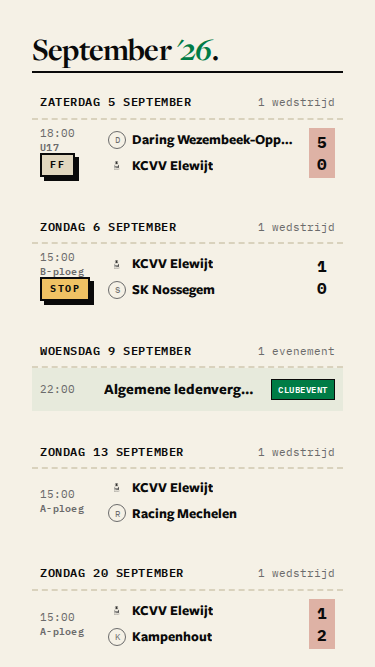 September '26.
ZATERDAG 5 SEPTEMBER 1 wedstrijd
18:00
U17
FF
D Daring Wezembeek-Opp... 5
KCVV Elewijt 0
ZONDAG 6 SEPTEMBER 1 wedstrijd
15:00
B-ploeg
STOP
KCVV Elewijt 1
S SK Nossegem 0
WOENSDAG 9 SEPTEMBER 1 evenement
22:00 Algemene ledenverg... CLUBEVENT
ZONDAG 13 SEPTEMBER 1 wedstrijd
15:00
A-ploeg
KCVV Elewijt
R Racing Mechelen
ZONDAG 20 SEPTEMBER 1 wedstrijd
15:00
A-ploeg
KCVV Elewijt 1
K Kampenhout 2